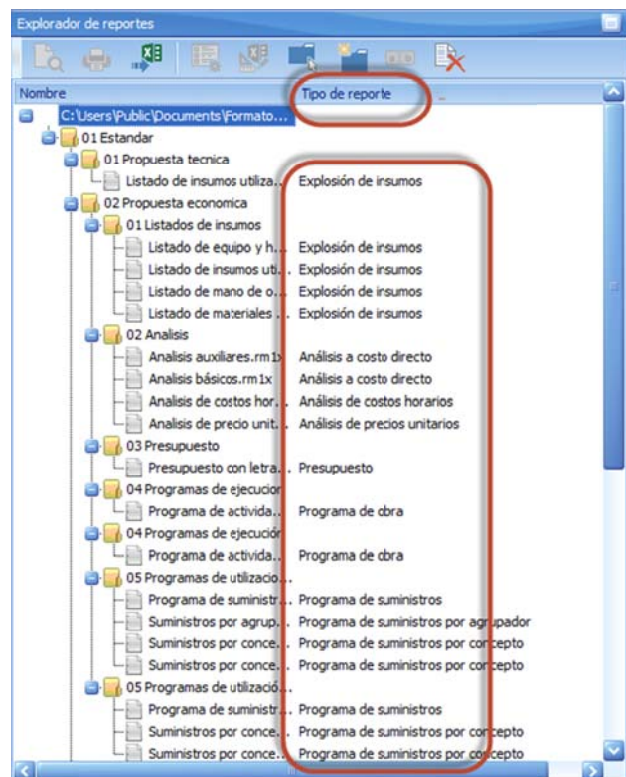 Explorador de reportes
Nombre Tipo de reporte
C:\Users\Public\Documents\Formato...
01 Estandar
01 Propuesta tecnica
Listado de insumos utiliza... Explosión de insumos
02 Propuesta economica
01 Listados de insumos
Listado de equipo y h... Explosión de insumos
Listado de insumos uti... Explosión de insumos
Listado de mano de o... Explosión de insumos
Listado de materiales ... Explosión de insumos
02 Analisis
Analisis auxiliares.rm1x Análisis a costo directo
Analisis básicos.rm1x Análisis a costo directo
Analisis de costos hor... Análisis de costos horarios
Analisis de precio unit... Análisis de precios unitarios
03 Presupuesto
Presupuesto con letra... Presupuesto
04 Programas de ejecucion
Programa de activida... Programa de obra
04 Programas de ejecución
Programa de activida... Programa de obra
05 Programas de utilizacio...
Programa de suministr... Programa de suministros
Suministros por agrup... Programa de suministros por agrupador
Suministros por conce... Programa de suministros por concepto
Suministros por conce... Programa de suministros por concepto
05 Programas de utilizació...
Programa de suministr... Programa de suministros
Suministros por conce... Programa de suministros por concepto
Suministros por conce... Programa de suministros por concepto